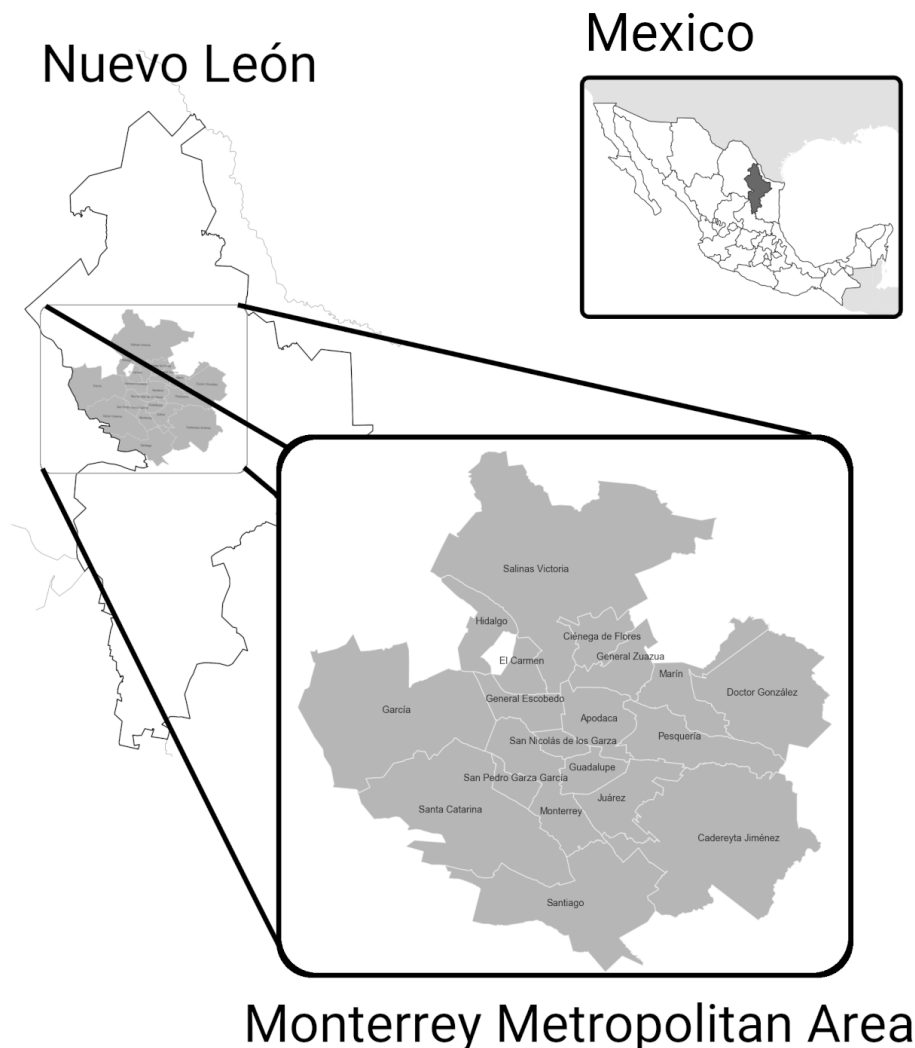 Nuevo León
Mexico
Salinas Victoria
Hidalgo
Ciénega de Flores
General Zuazua
El Carmen
Marín
Doctor González
General Escobedo
García
Apodaca
Pesquería
San Nicolás de los Garza
Guadalupe
San Pedro Garza García
Juárez
Santa Catarina
Monterrey
Cadereyta Jiménez
Santiago
Monterrey Metropolitan Area